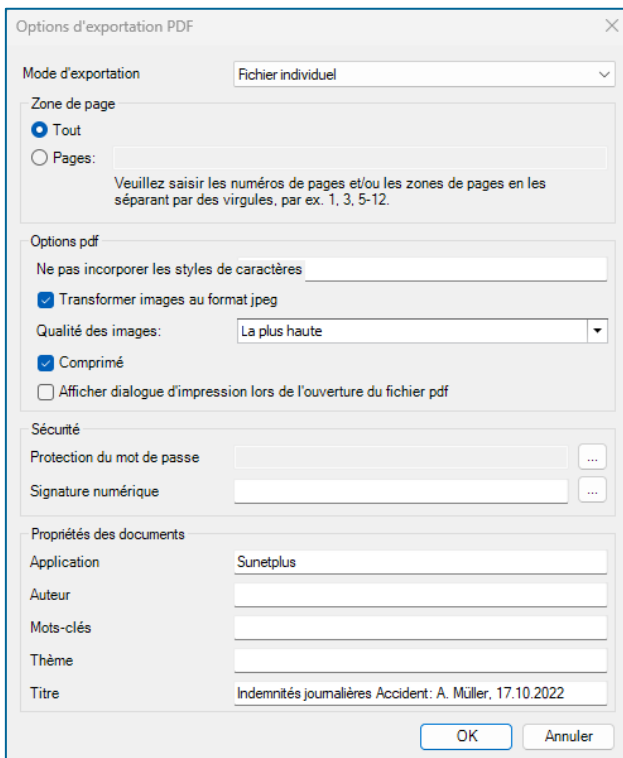 Options d'exportation PDF
Mode d'exportation Fichier individuel
Zone de page
Tout
Pages:
Veuillez saisir les numéros de pages et/ou les zones de pages en les
séparant par des virgules, par ex. 1, 3, 5-12.
Options pdf
Ne pas incorporer les styles de caractères
Transformer images au format jpeg
Qualité des images: La plus haute
Comprimé
Afficher dialogue d'impression lors de l'ouverture du fichier pdf
Sécurité
Protection du mot de passe ...
Signature numérique ...
Propriétés des documents
Application Sunetplus
Auteur
Mots-clés
Thème
Titre Indemnités journalières Accident: A. Müller, 17.10.2022
OK Annuler